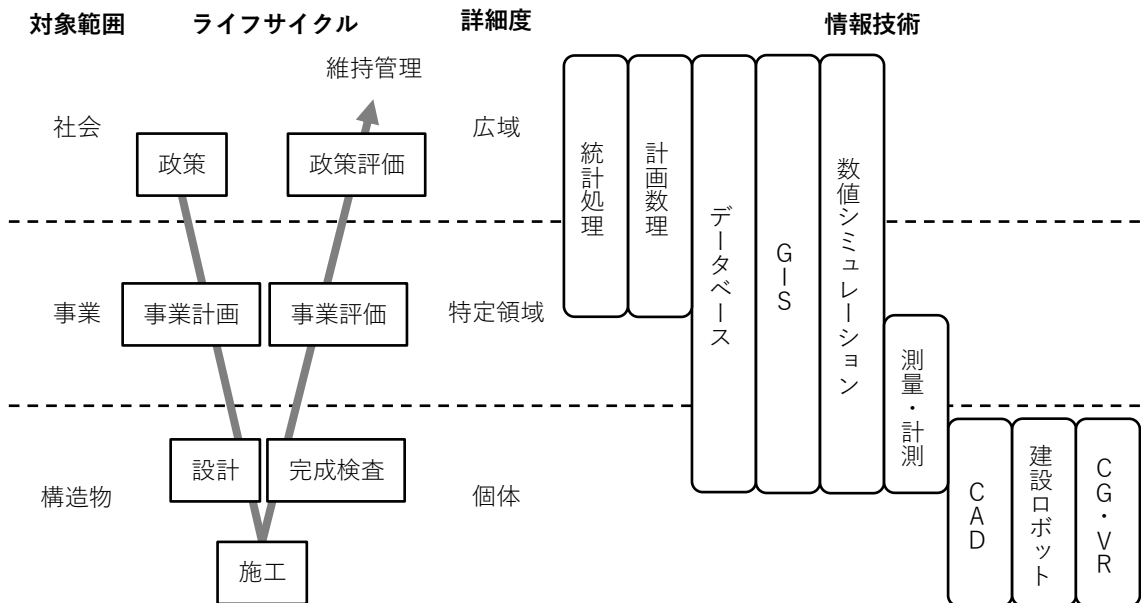 対象範囲
ライフサイクル
詳細度
情報技術
維持管理
社会
政策
政策評価
広域
事業
事業計画
事業評価
特定領域
構造物
設計
完成検査
個体
施工
統計処理
計画数理
データベース
GIS
数値シミュレーション
測量・計測
CAD
建設ロボット
CG・VR